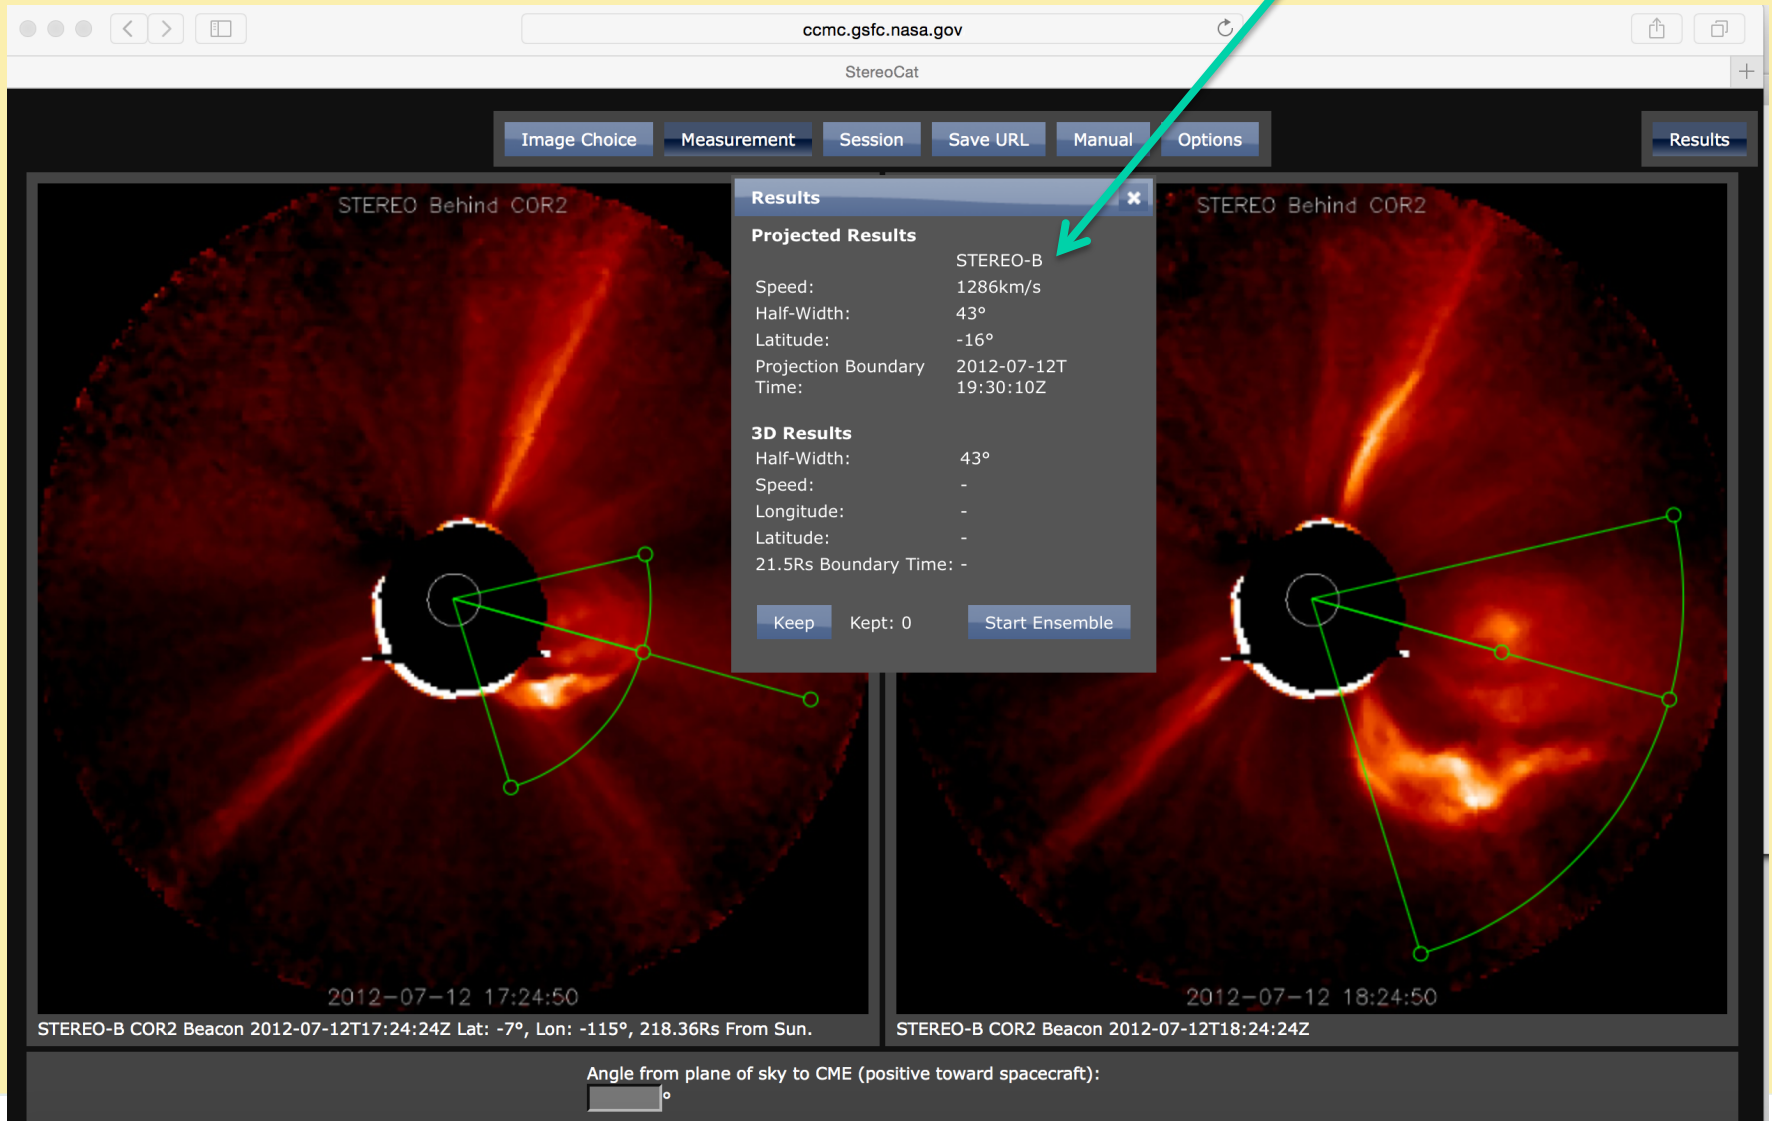 ccmc.gsfc.nasa.gov
StereoCat
Image Choice
Measurement
Session
Save URL
Manual
Options
Results
STEREO Behind COR2
STEREO Behind COR2
Results
Projected Results
STEREO-B
Speed: 1286km/s
Half-Width: 43°
Latitude: -16°
Projection Boundary 2012-07-12T
Time: 19:30:10Z
3D Results
Half-Width: 43°
Speed: -
Longitude: -
Latitude: -
21.5Rs Boundary Time: -
Keep
Kept: 0
Start Ensemble
2012-07-12 17:24:50
2012-07-12 18:24:50
STEREO-B COR2 Beacon 2012-07-12T17:24:24Z Lat: -7°, Lon: -115°, 218.36Rs From Sun.
STEREO-B COR2 Beacon 2012-07-12T18:24:24Z
Angle from plane of sky to CME (positive toward spacecraft):
°